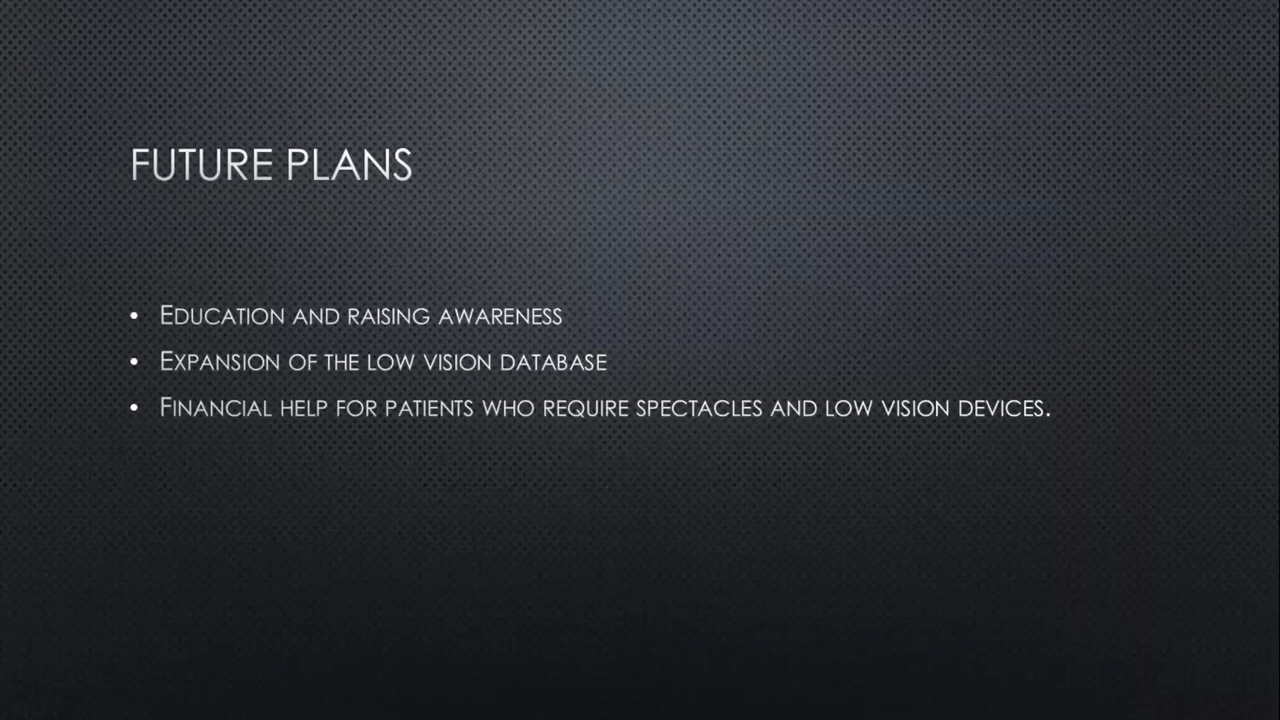 FUTURE PLANS
• EDUCATION AND RAISING AWARENESS
• EXPANSION OF THE LOW VISION DATABASE
• FINANCIAL HELP FOR PATIENTS WHO REQUIRE SPECTACLES AND LOW VISION DEVICES.